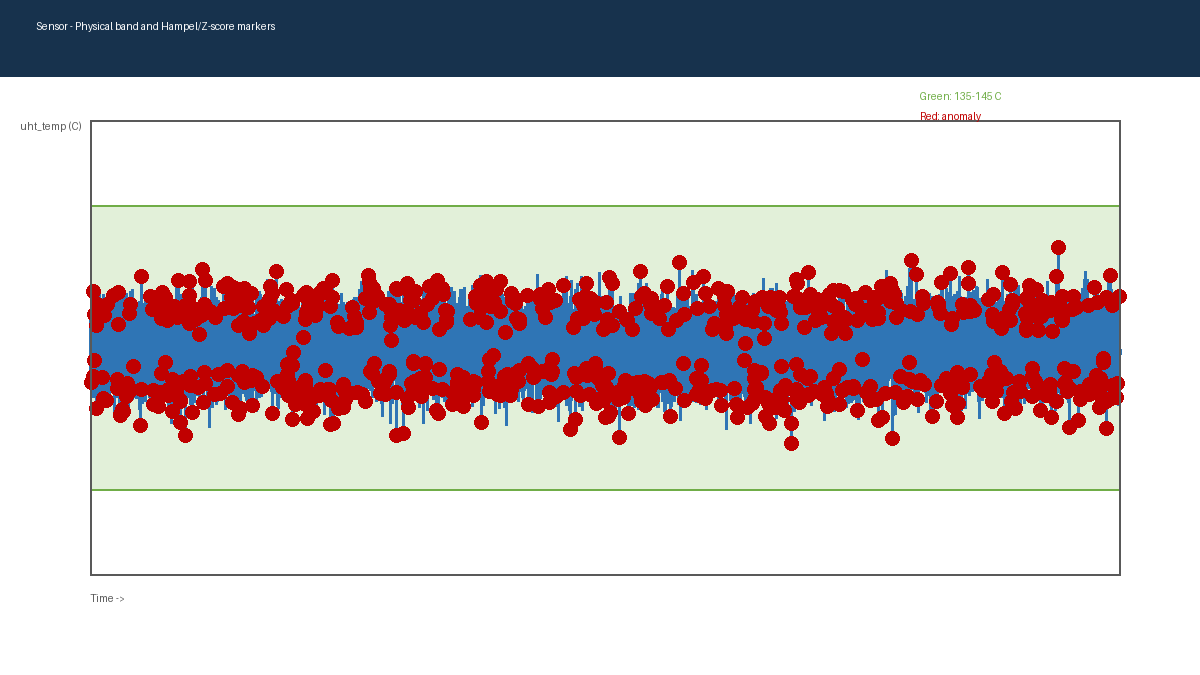 Sensor - Physical band and Hampel/Z-score markers
Green: 135-145 C
Red: anomaly
uht_temp (C)
Time ->